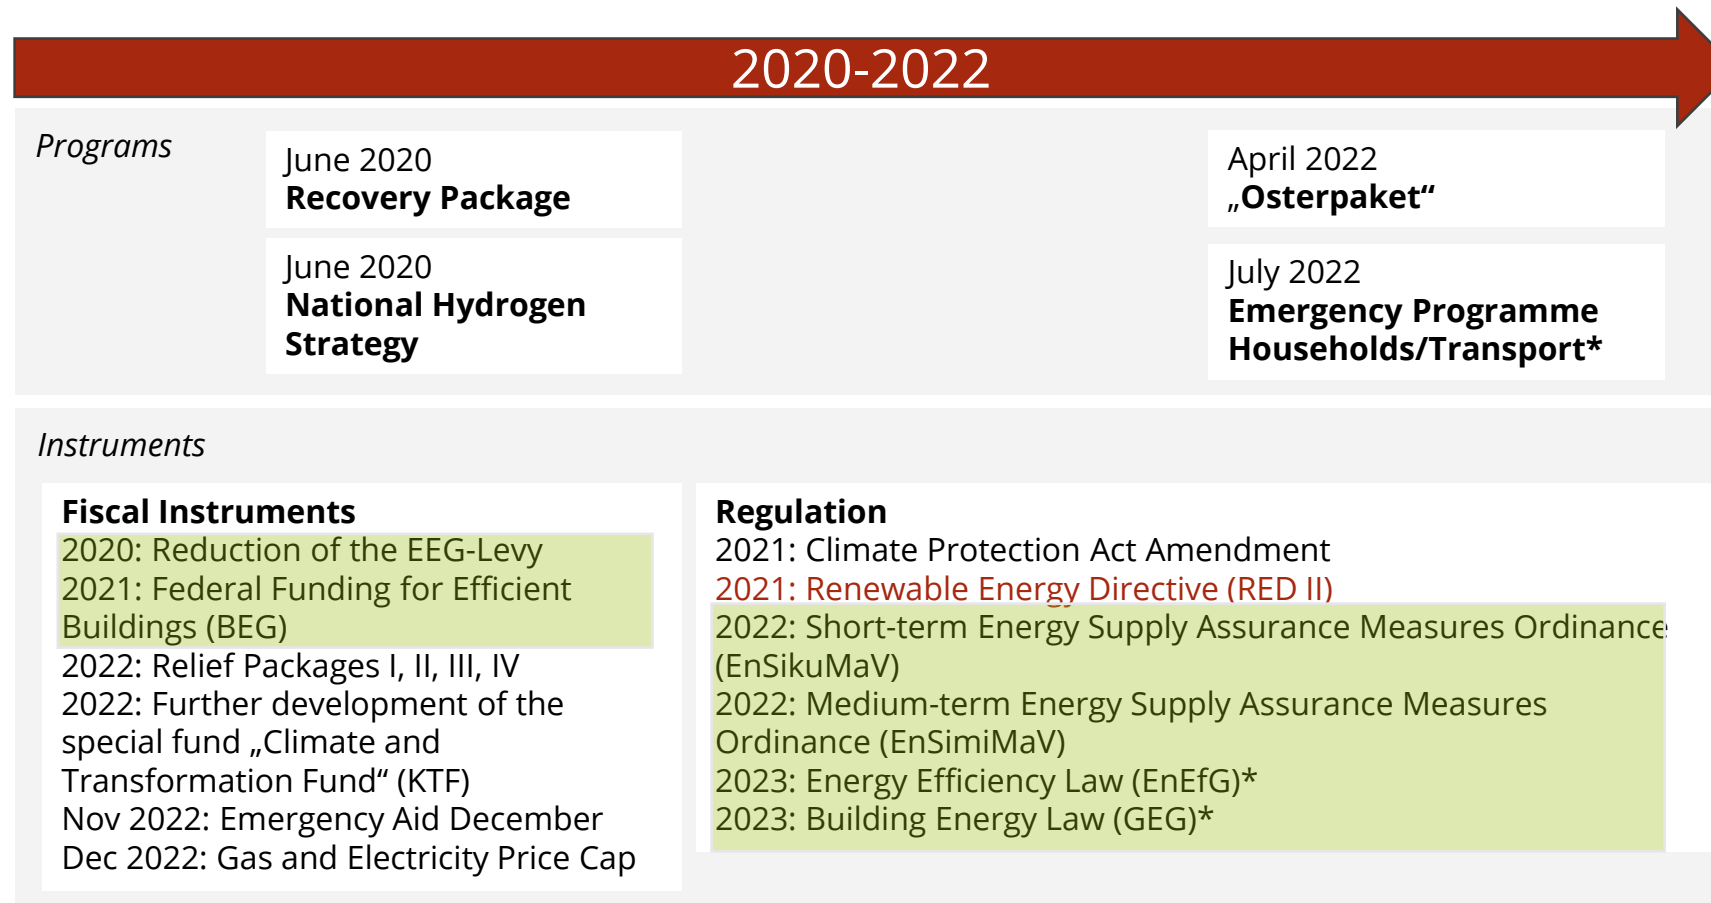 2020-2022
Programs
June 2020
Recovery Package
June 2020
National Hydrogen
Strategy
April 2022
„Osterpaket“
July 2022
Emergency Programme
Households/Transport*
Instruments
Fiscal Instruments
2020: Reduction of the EEG-Levy
2021: Federal Funding for Efficient
Buildings (BEG)
2022: Relief Packages I, II, III, IV
2022: Further development of the
special fund „Climate and
Transformation Fund“ (KTF)
Nov 2022: Emergency Aid December
Dec 2022: Gas and Electricity Price Cap
Regulation
2021: Climate Protection Act Amendment
2021: Renewable Energy Directive (RED II)
2022: Short-term Energy Supply Assurance Measures Ordinance
(EnSikuMaV)
2022: Medium-term Energy Supply Assurance Measures
Ordinance (EnSimiMaV)
2023: Energy Efficiency Law (EnEfG)*
2023: Building Energy Law (GEG)*